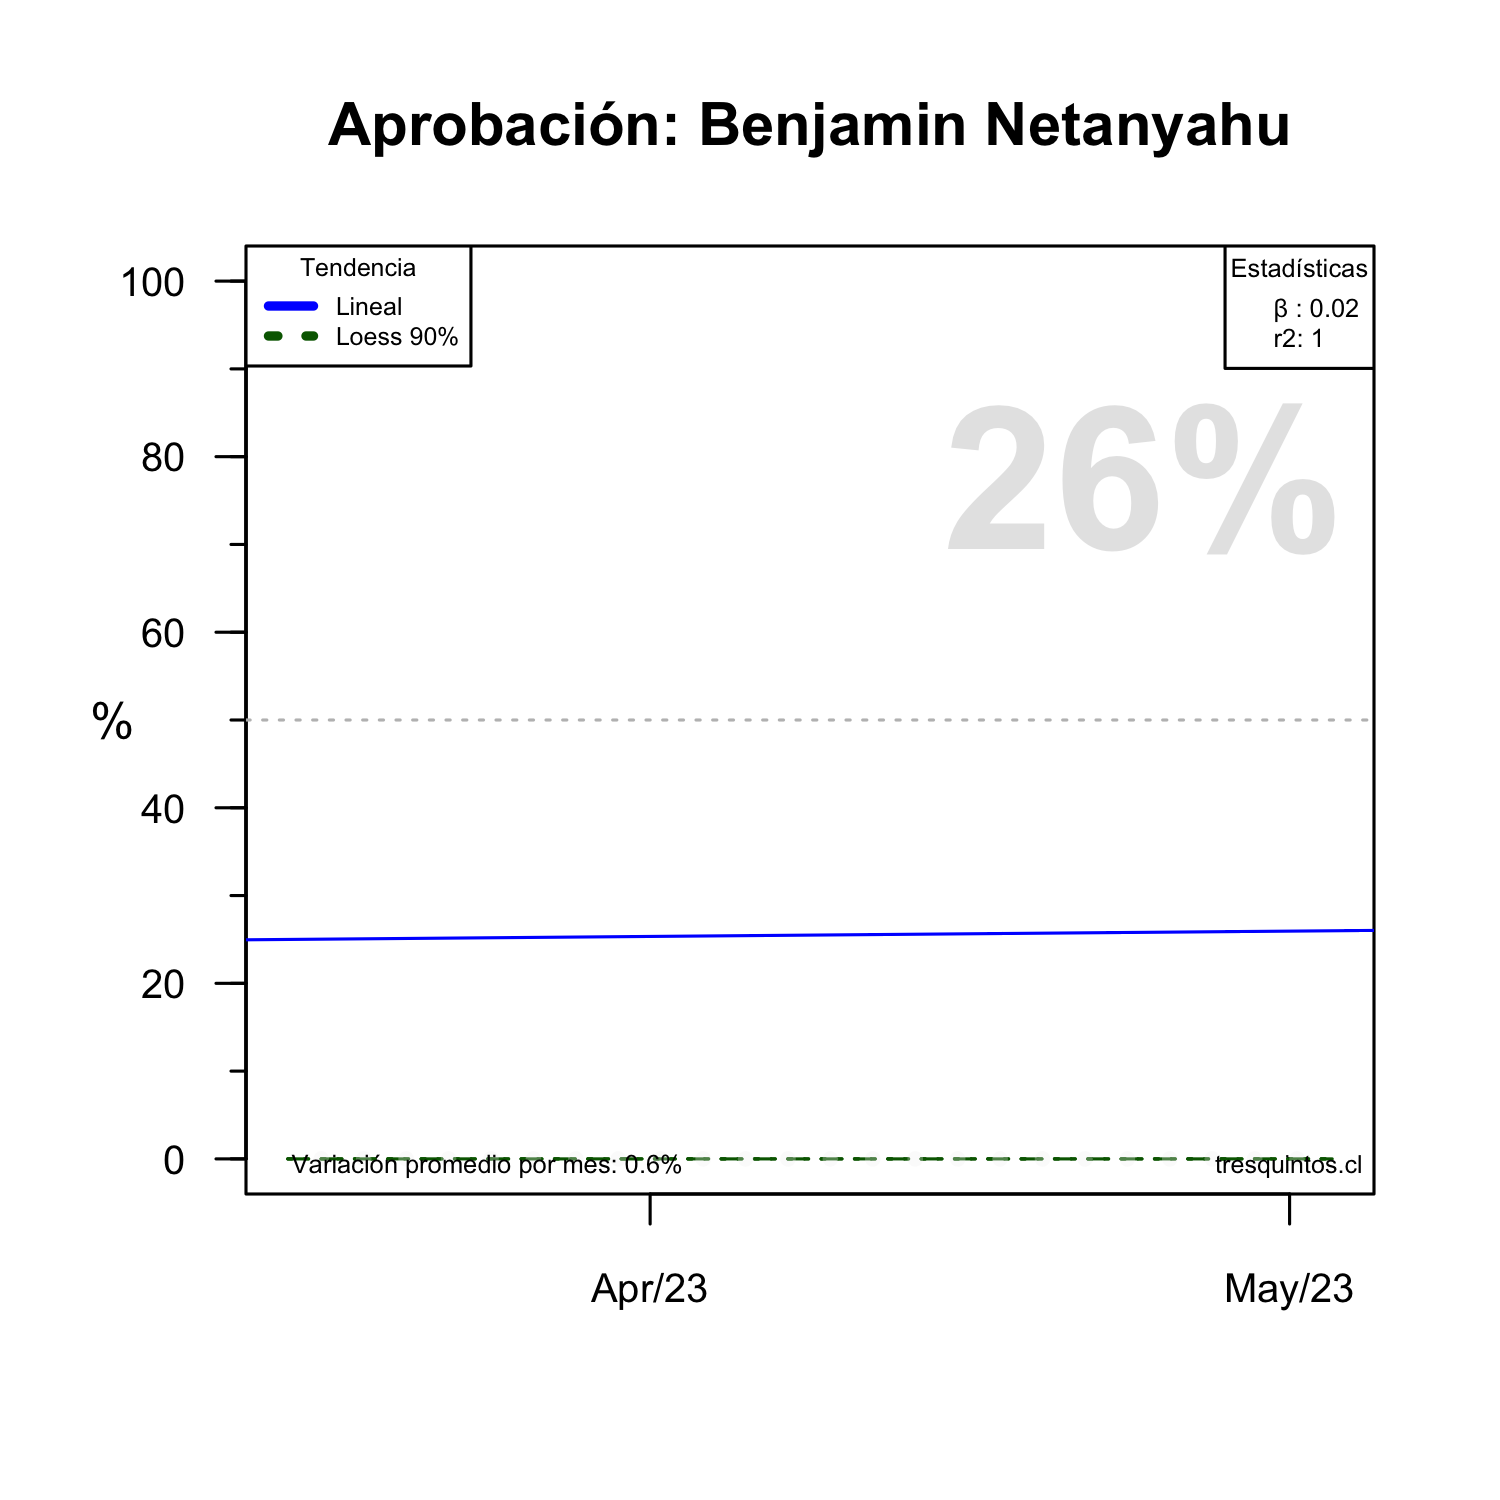 Aprobación: Benjamin Netanyahu
Tendencia
Lineal
Loess 90%
Estadísticas
β : 0.02
r2: 1
26%
100
80
60
40
20
0
%
Variación promedio por mes: 0.6%
tresquintos.cl
Apr/23
May/23